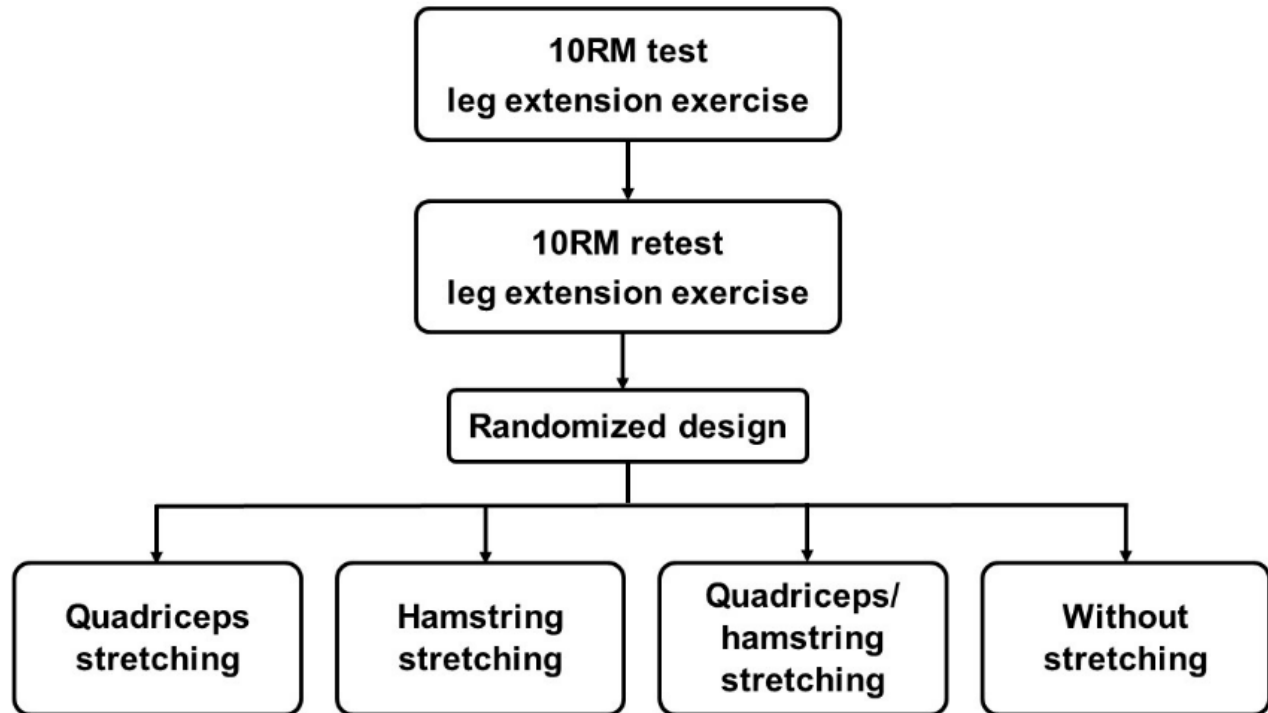 10RM test
leg extension exercise
10RM retest
leg extension exercise
Randomized design
Quadriceps
stretching
Hamstring
stretching
Quadriceps/
hamstring
stretching
Without
stretching